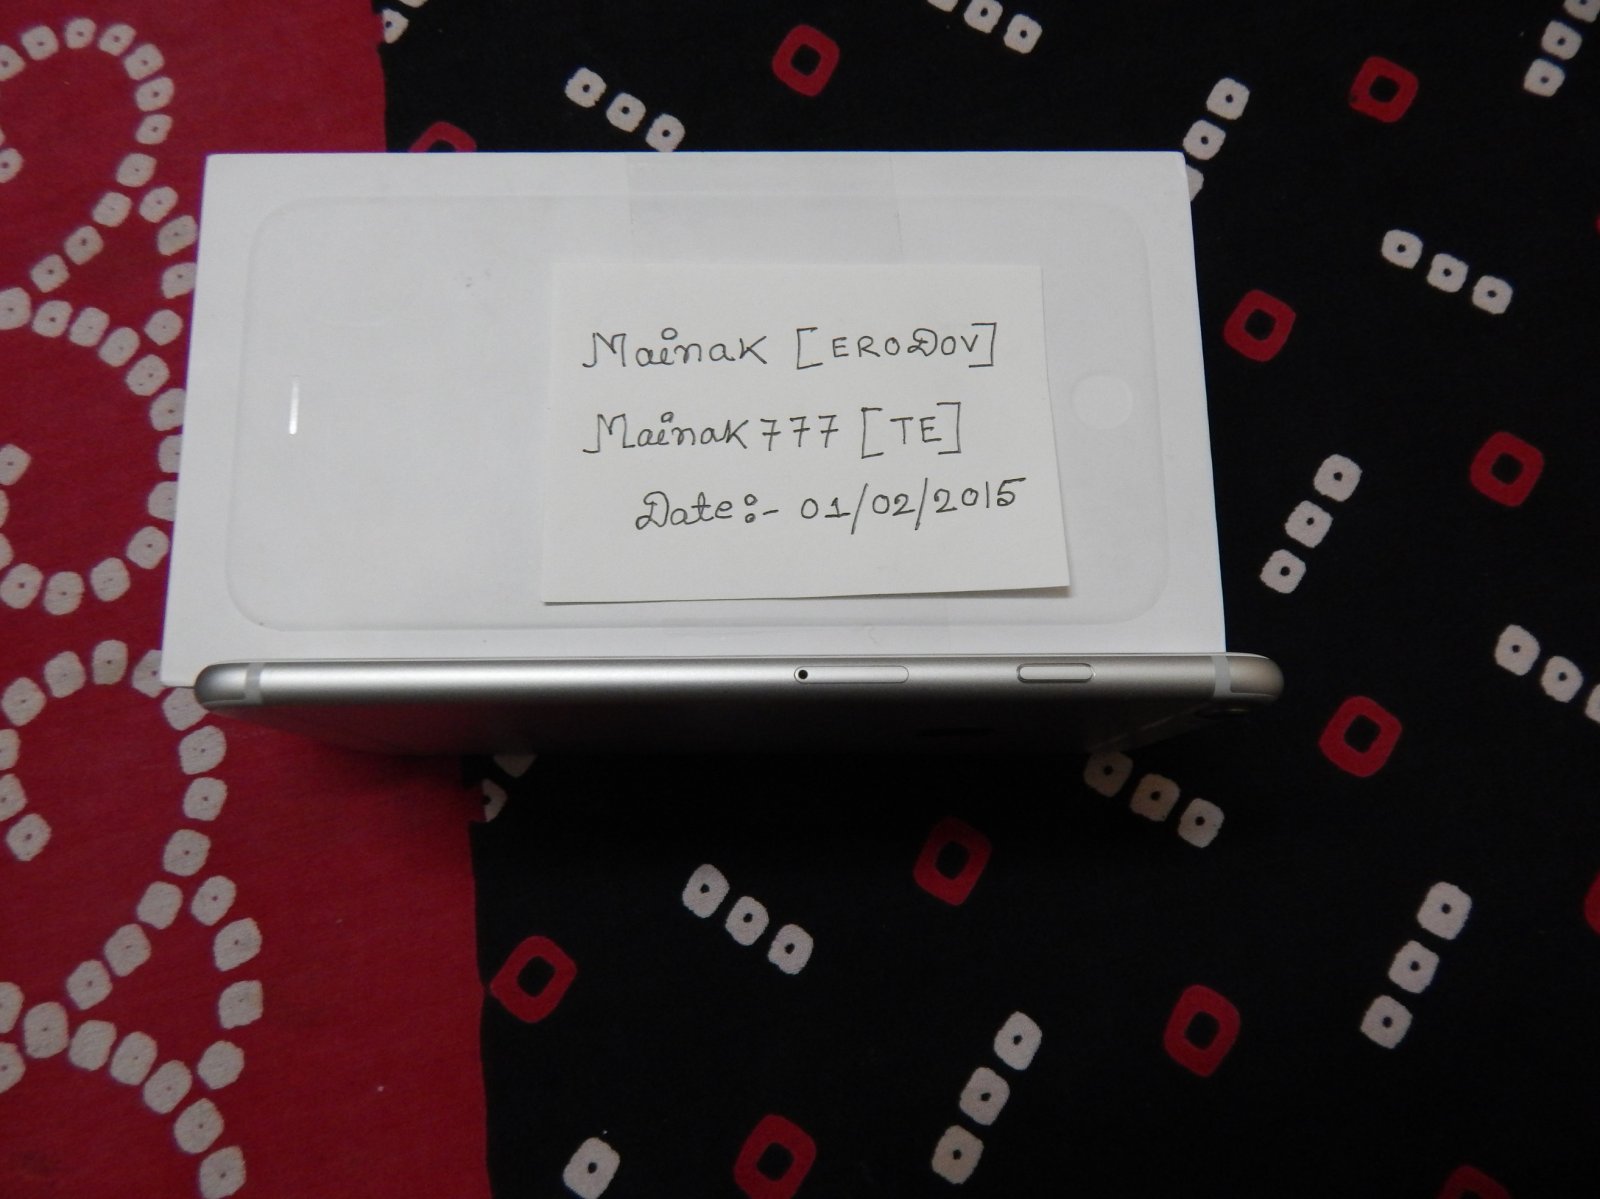 Mainak [ERODOV]
Mainak777 [TE]
Date:- 01/02/2015